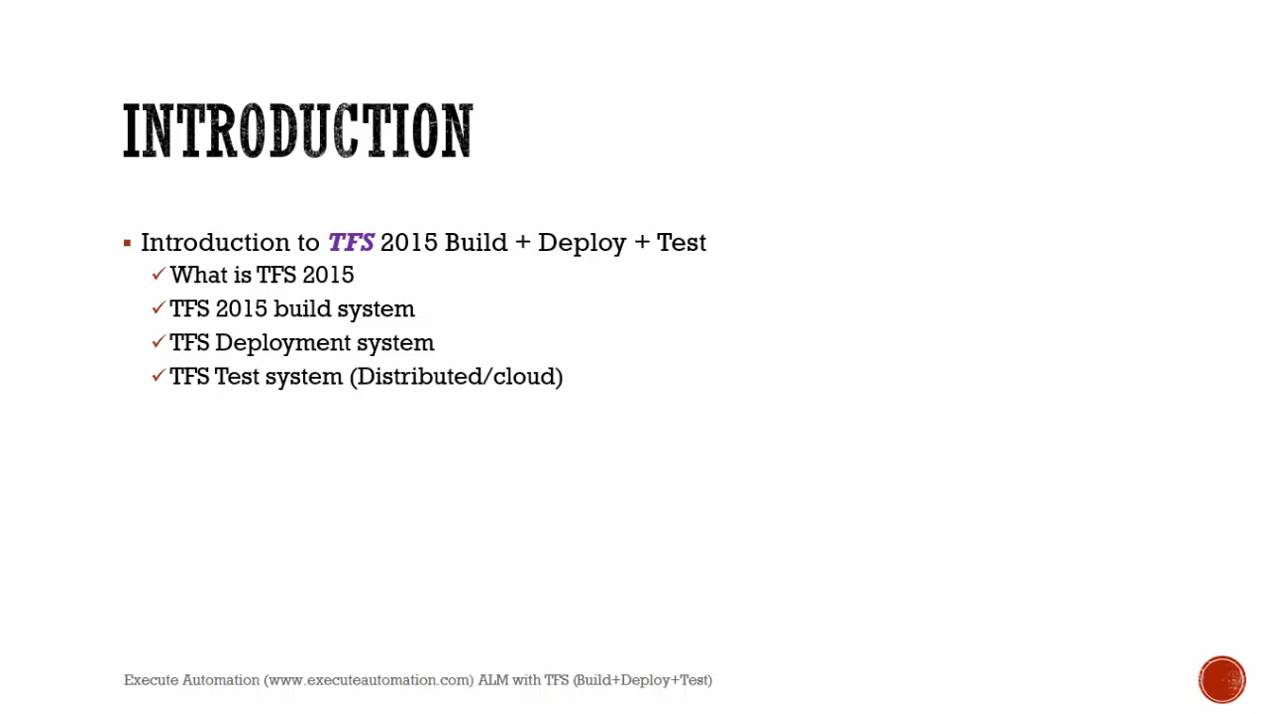 INTRODUCTION
Introduction to TFS 2015 Build + Deploy + Test
What is TFS 2015
TFS 2015 build system
TFS Deployment system
TFS Test system (Distributed/cloud)
Execute Automation (www.executeautomation.com) ALM with TFS (Build+Deploy+Test)